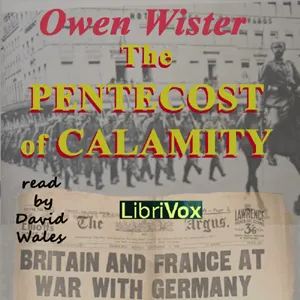 Owen Wister
The
PENTECOST
of CALAMITY
read
by
David
Wales
LibriVox
The Argus.
LAWRENCE
36
BRITAIN AND FRANCE AT
WAR WITH GERMANY